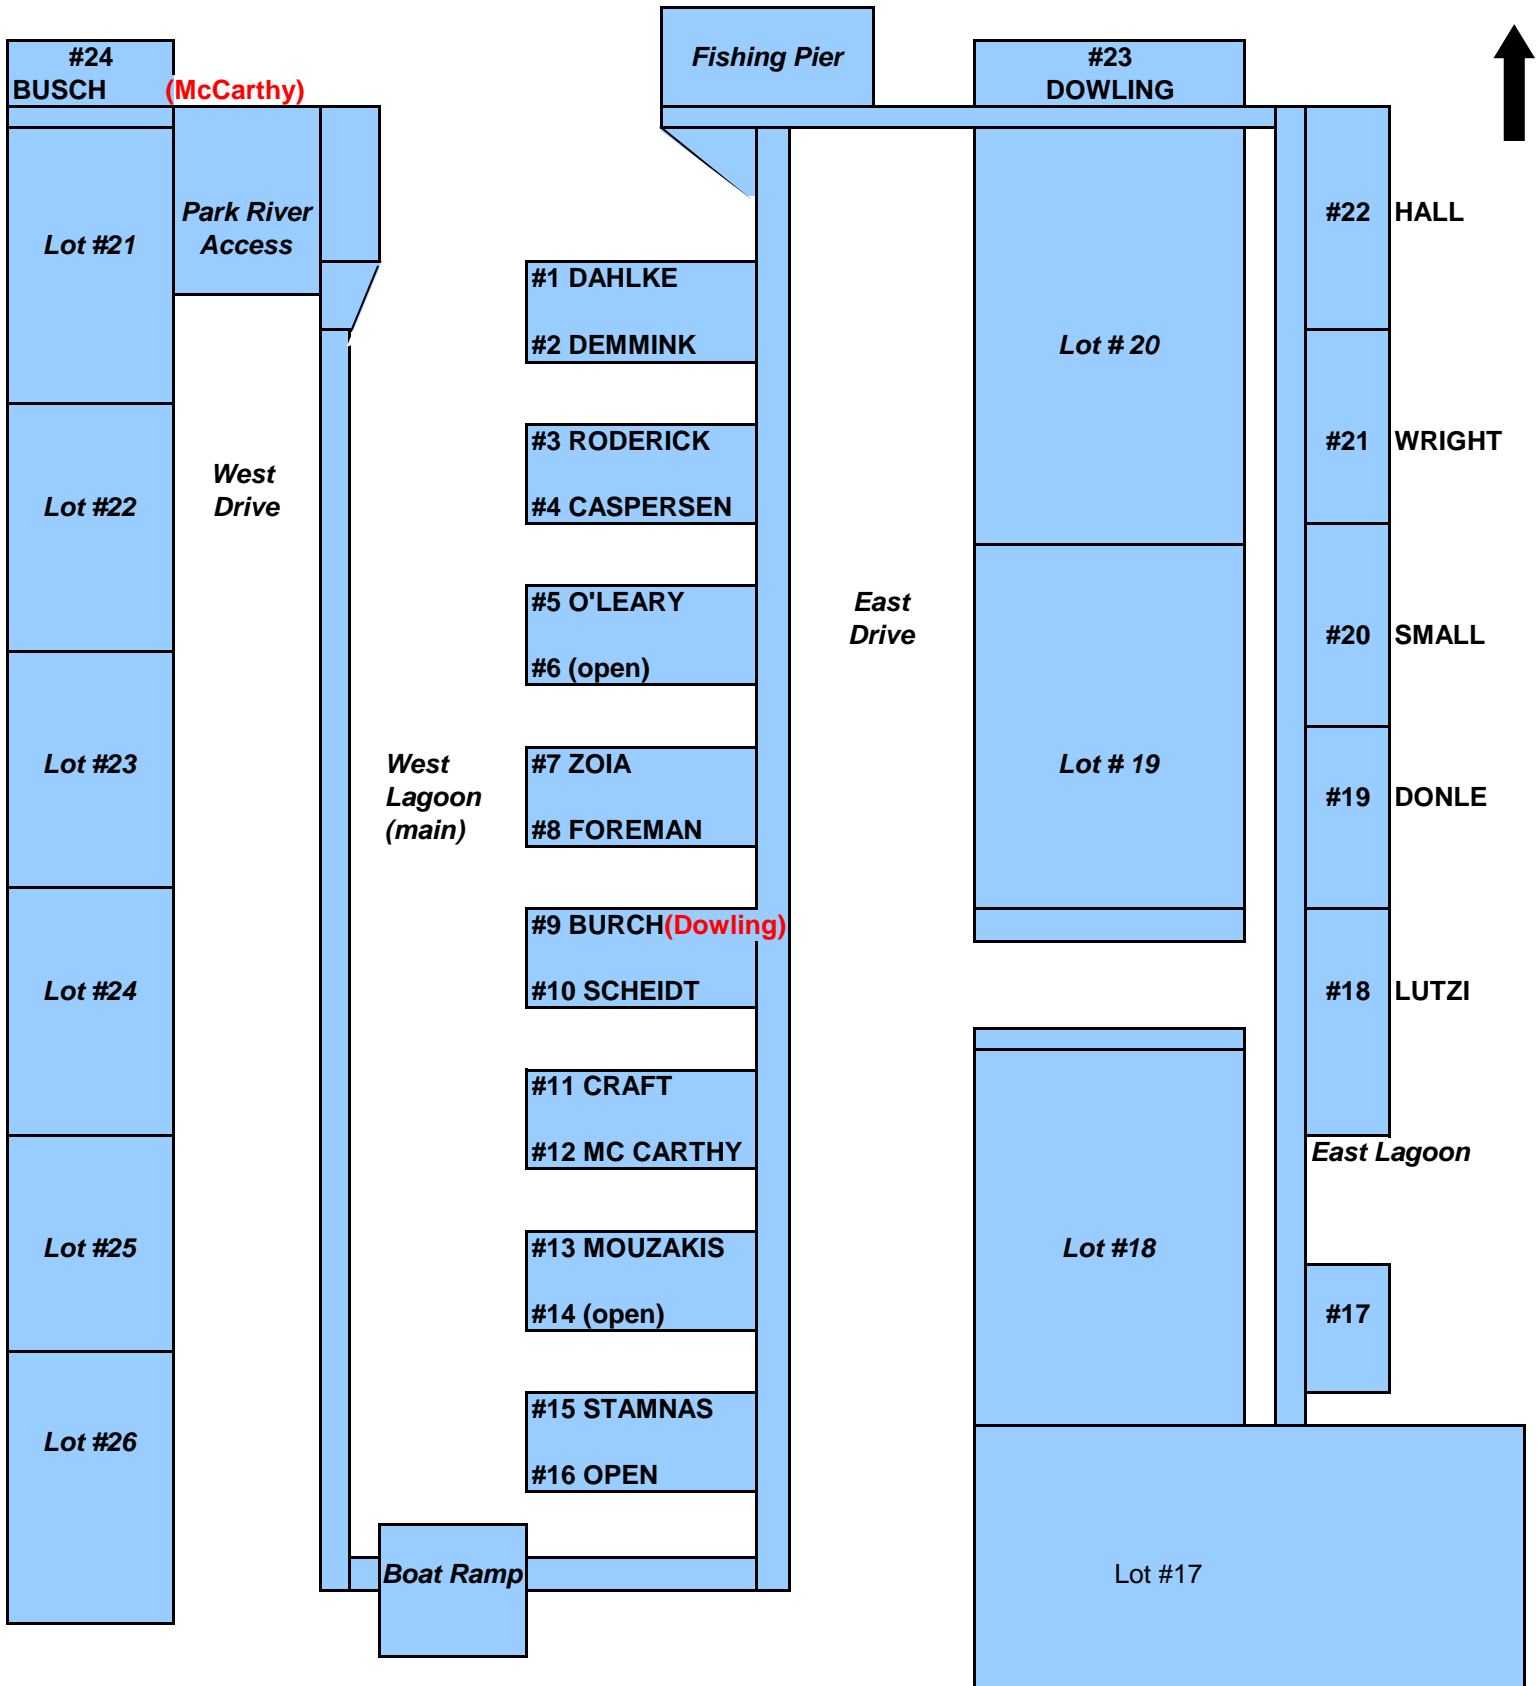 Fishing Pier
#24
BUSCH (McCarthy)
#23
DOWLING
Lot #21
Park River
Access
#22 HALL
#1 DAHLKE
#2 DEMMINK
Lot # 20
#3 RODERICK
#21 WRIGHT
West
Drive
Lot #22
#4 CASPERSEN
#5 O'LEARY
East
Drive
#20 SMALL
#6 (open)
Lot #23
West
Lagoon
(main)
#7 ZOIA
Lot # 19
#19 DONLE
#8 FOREMAN
#9 BURCH(Dowling)
Lot #24
#10 SCHEIDT
#18 LUTZI
#11 CRAFT
#12 MC CARTHY
East Lagoon
Lot #25
#13 MOUZAKIS
Lot #18
#14 (open)
#17
#15 STAMNAS
Lot #26
#16 OPEN
Boat Ramp
Lot #17